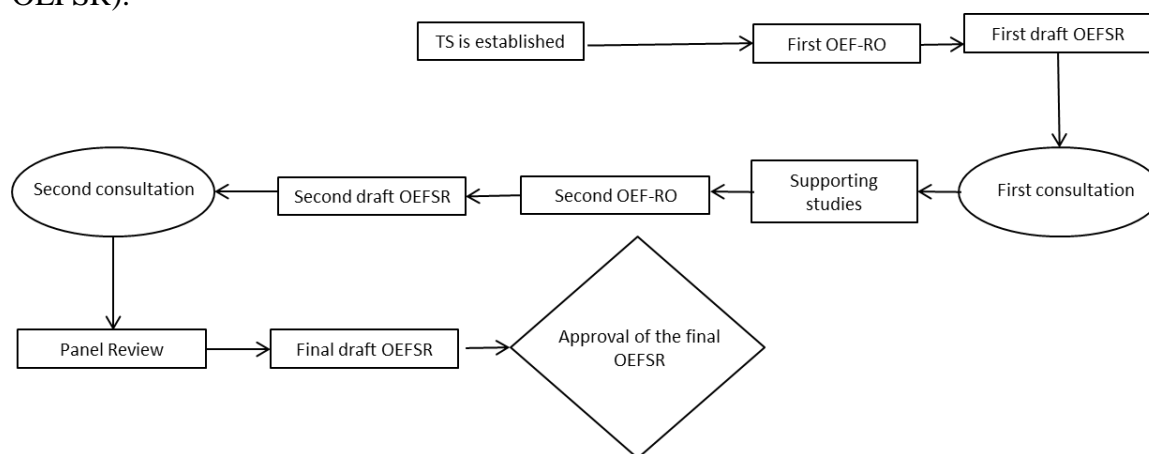 OEFSR).
TS is established
First OEF-RO
First draft OEFSR
First consultation
Supporting
studies
Second OEF-RO
Second draft OEFSR
Second consultation
Panel Review
Final draft OEFSR
Approval of the final
OEFSR